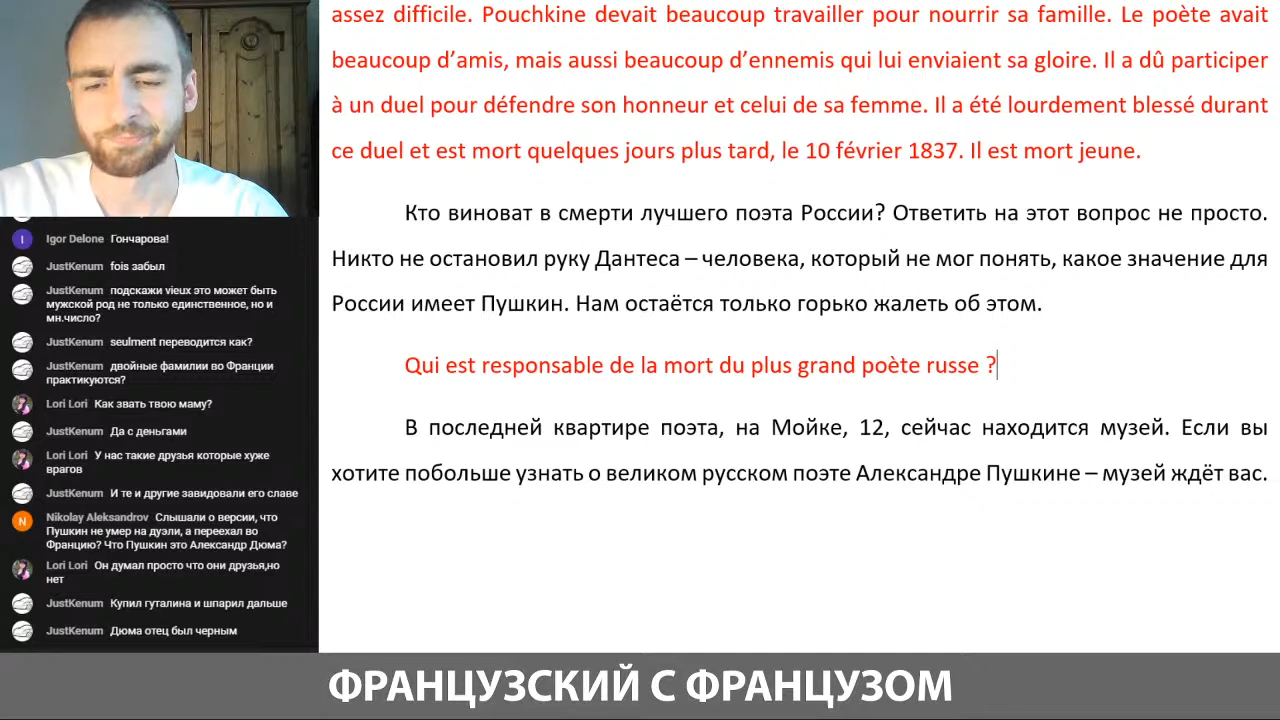 assez difficile. Pouchkine devait beaucoup travailler pour nourrir sa famille. Le poète avait
beaucoup d’amis, mais aussi beaucoup d’ennemis qui lui enviaient sa gloire. Il a dû participer
à un duel pour défendre son honneur et celui de sa femme. Il a été lourdement blessé durant
ce duel et est mort quelques jours plus tard, le 10 février 1837. Il est mort jeune.
Кто виноват в смерти лучшего поэта России? Ответить на этот вопрос не просто.
Никто не остановил руку Дантеса – человека, который не мог понять, какое значение для
России имеет Пушкин. Нам остаётся только горько жалеть об этом.
Qui est responsable de la mort du plus grand poète russe ?
В последней квартире поэта, на Мойке, 12, сейчас находится музей. Если вы
хотите побольше узнать о великом русском поэте Александре Пушкине – музей ждёт вас.
I Igor Delone Гончарова!
JustKenum fois забыл
JustKenum подскажи vieux это может быть
мужской род не только единственное, но и
мн.число?
JustKenum seulment переводится как?
JustKenum двойные фамилии во Франции
практикуются?
Lori Lori Как звать твою маму?
JustKenum Да с деньгами
Lori Lori У нас такие друзья которые хуже
врагов
JustKenum И те и другие завидовали его славе
N Nikolay Aleksandrov Слышали о версии, что
Пушкин не умер на дуэли, а переехал во
Францию? Что Пушкин это Александр Дюма?
Lori Lori Он думал просто что они друзья,но
нет
JustKenum Купил гуталина и шпарил дальше
JustKenum Дюма отец был черным
ФРАНЦУЗСКИЙ С ФРАНЦУЗОМ